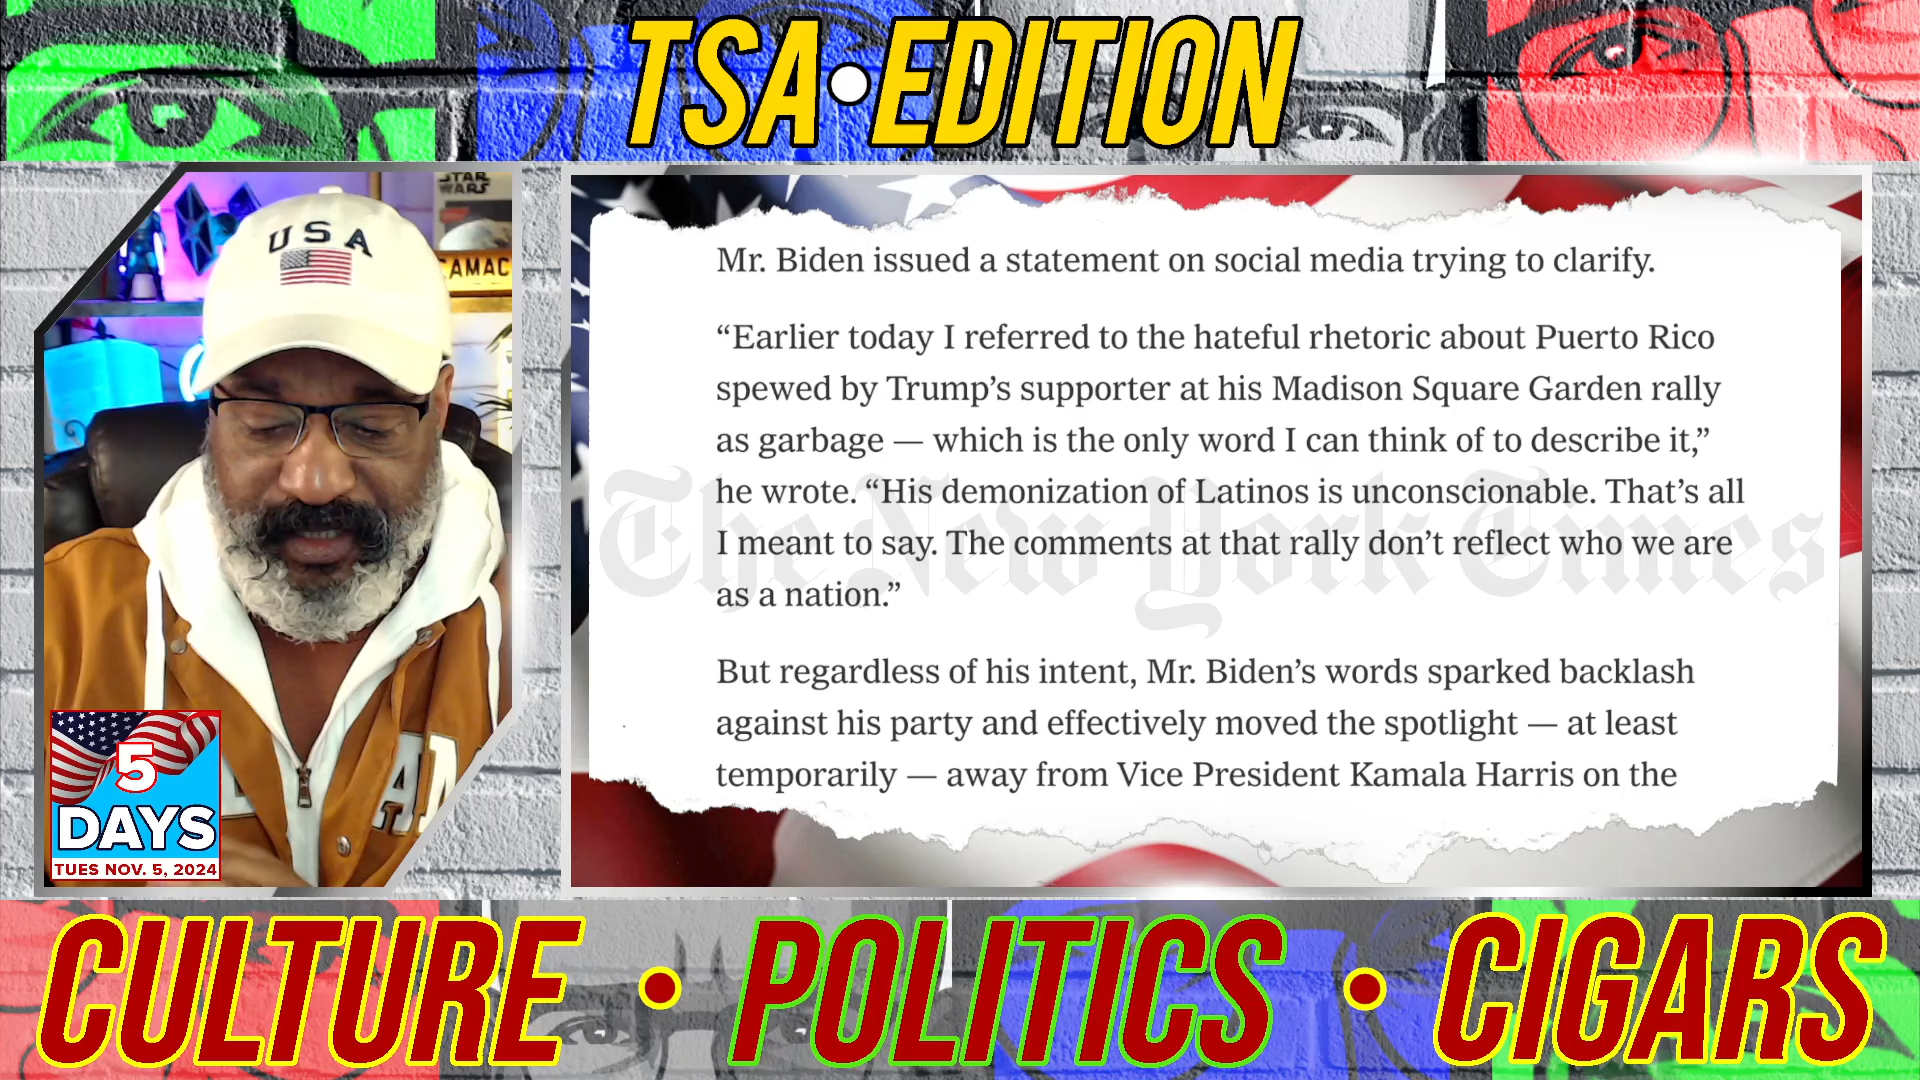 TSA•EDITION
STAR
WARS
USA
CAMAC
Mr. Biden issued a statement on social media trying to clarify.
“Earlier today I referred to the hateful rhetoric about Puerto Rico
spewed by Trump’s supporter at his Madison Square Garden rally
as garbage — which is the only word I can think of to describe it,”
he wrote. “His demonization of Latinos is unconscionable. That’s all
I meant to say. The comments at that rally don’t reflect who we are
as a nation.”
The New York Times
But regardless of his intent, Mr. Biden’s words sparked backlash
against his party and effectively moved the spotlight — at least
temporarily — away from Vice President Kamala Harris on the
5
DAYS
TUES NOV. 5, 2024
CULTURE • POLITICS • CIGARS